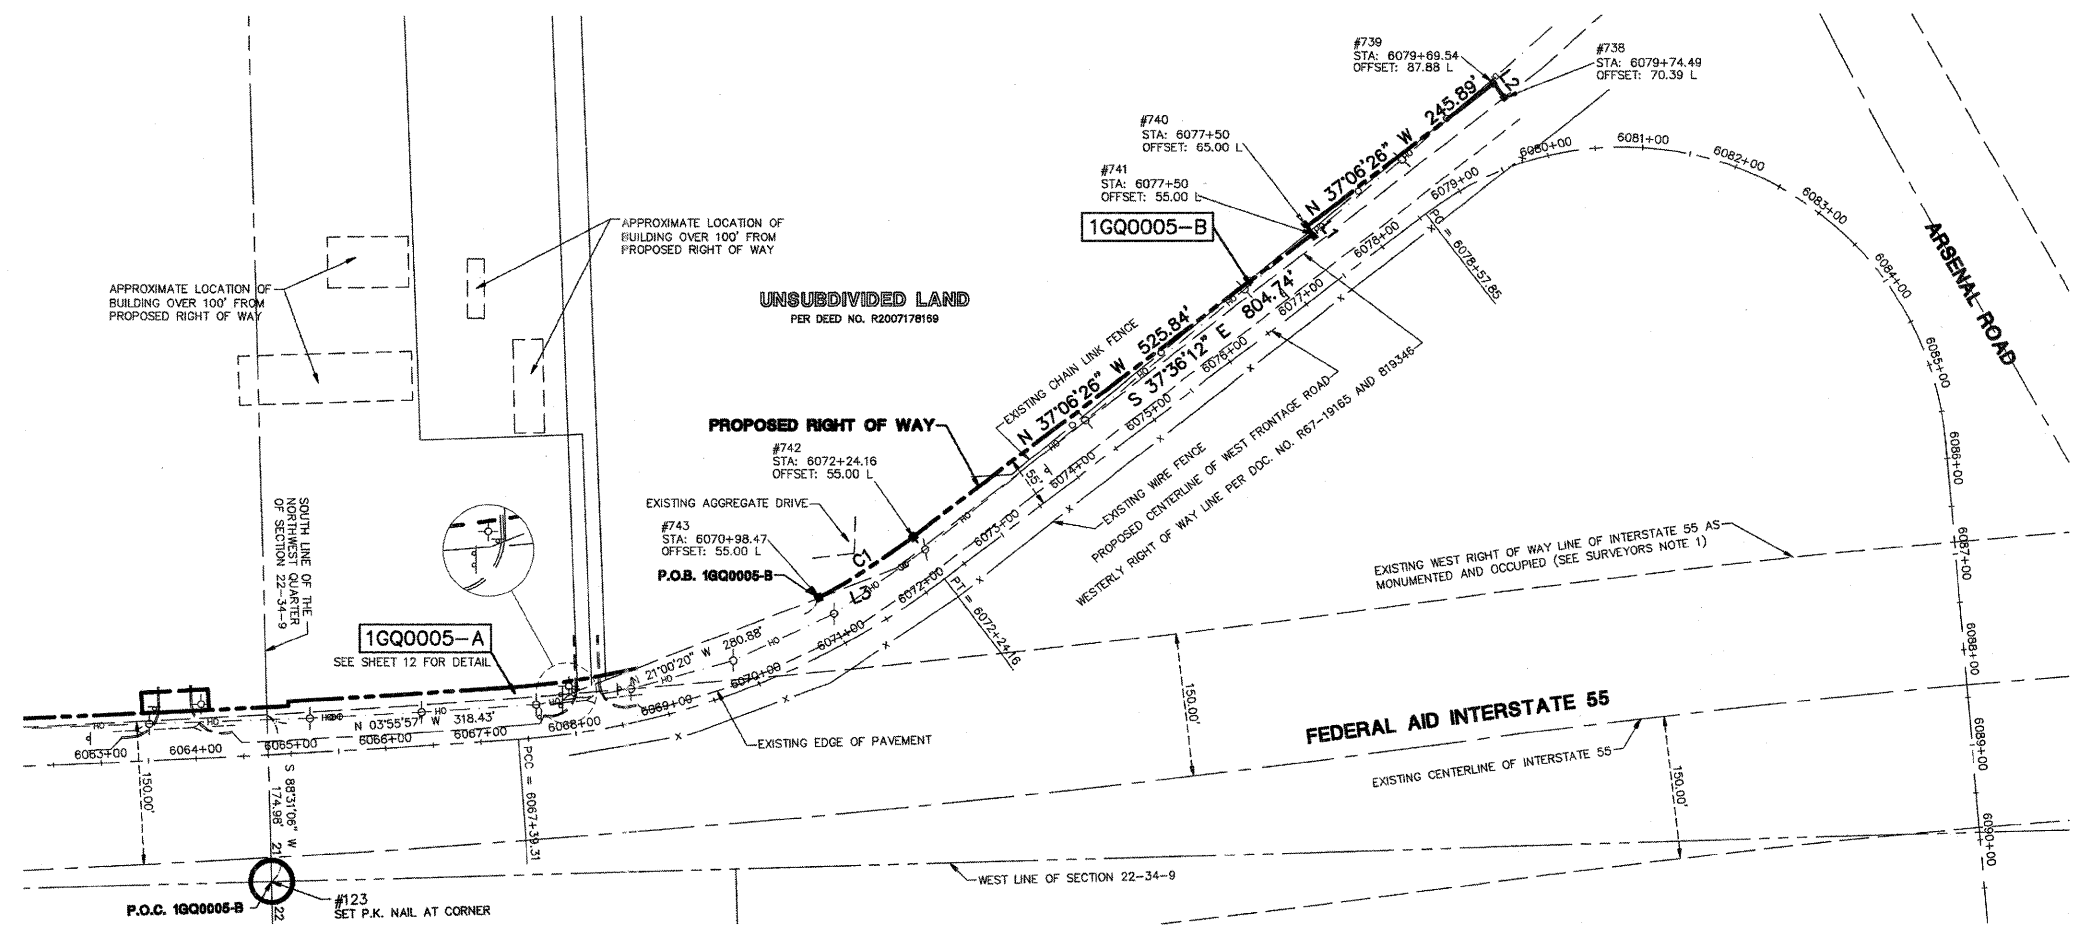 #739
STA: 6079+69.54
OFFSET: 87.88 L
#738
STA: 6079+74.49
OFFSET: 70.39 L
L2
#740
STA: 6077+50
OFFSET: 65.00 L
N 37°06'26" W 245.89'
#741
STA: 6077+50
OFFSET: 55.00 L
1GQ0005-B
L1
6080+00
6081+00
6082+00
6083+00
6084+00
6085+00
6086+00
6087+00
6088+00
6089+00
6090+00
ARSENAL ROAD
6079+00
PC = 6078+57.85
6078+00
6077+00
6076+00
6075+00
6074+00
6073+00
6072+00
6071+00
6070+00
6069+00
6068+00
6067+00
6066+00
6065+00
6064+00
6063+00
APPROXIMATE LOCATION OF
BUILDING OVER 100' FROM
PROPOSED RIGHT OF WAY
APPROXIMATE LOCATION OF
BUILDING OVER 100' FROM
PROPOSED RIGHT OF WAY
UNSUBDIVIDED LAND
PER DEED NO. R2007178169
EXISTING CHAIN LINK FENCE
N 37°06'26" W 525.84'
S 37°36'12" E 804.74'
PROPOSED RIGHT OF WAY
#742
STA: 6072+24.16
OFFSET: 55.00 L
55'
EXISTING AGGREGATE DRIVE
#743
STA: 6070+98.47
OFFSET: 55.00 L
P.O.B. 1GQ0005-B
C1
L3
EXISTING WIRE FENCE
PROPOSED CENTERLINE OF WEST FRONTAGE ROAD
WESTERLY RIGHT OF WAY LINE PER DOC. NO. R67-19165 AND 819346
PT = 6072+24.16
EXISTING WEST RIGHT OF WAY LINE OF INTERSTATE 55 AS
MONUMENTED AND OCCUPIED (SEE SURVEYORS NOTE 1)
SOUTH LINE OF THE
NORTHWEST QUARTER
OF SECTION 22-34-9
1GQ0005-A
SEE SHEET 12 FOR DETAIL
N 21°00'20" W 280.88'
N 03°55'57" W 318.43'
HO
HO
HO
HO
HO
HO
HO
HO
HO
HO
EXISTING EDGE OF PAVEMENT
PCC = 6067+39.31
150.00'
150.00'
150.00'
FEDERAL AID INTERSTATE 55
EXISTING CENTERLINE OF INTERSTATE 55
S 88°31'06" W
174.98'
21
22
WEST LINE OF SECTION 22-34-9
P.O.C. 1GQ0005-B
#123
SET P.K. NAIL AT CORNER